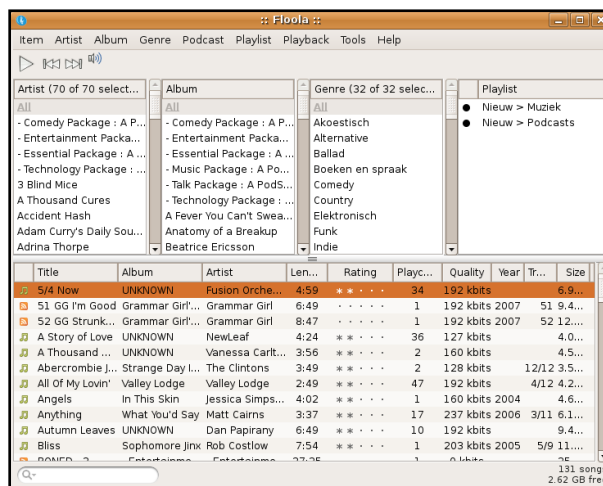 :: Floola ::
Item Artist Album Genre Podcast Playlist Playback Tools Help
Artist (70 of 70 select...
All
- Comedy Package : A P...
- Entertainment Packa...
- Essential Package : A ...
- Technology Package : ...
3 Blind Mice
A Thousand Cures
Accident Hash
Adam Curry's Daily Sou...
Adrina Thorpe
Album
All
- Comedy Package : A P...
- Entertainment Packa...
- Essential Package : A ...
- Music Package : A Po...
- Talk Package : A PodS...
- Technology Package : ...
A Fever You Can't Swea...
Anatomy of a Breakup
Beatrice Ericsson
Genre (32 of 32 selec...
All
Akoestisch
Alternative
Ballad
Boeken en spraak
Comedy
Country
Elektronisch
Funk
Indie
Playlist
Nieuw > Muziek
Nieuw > Podcasts
Title Album Artist Len... Rating Playc... Quality Year Tr... Size
5/4 Now UNKNOWN Fusion Orche... 4:59 34 192 kbits 6.9...
51 GG I'm Good Grammar Girl'... Grammar Girl 6:49 1 192 kbits 2007 51 9.4...
52 GG Strunk... Grammar Girl'... Grammar Girl 8:47 1 192 kbits 2007 52 12....
A Story of Love UNKNOWN NewLeaf 4:24 36 127 kbits 4.0...
A Thousand ... UNKNOWN Vanessa Carlt... 3:56 2 160 kbits 4.5...
Abercrombie J... Strange Day I... The Clintons 3:49 2 128 kbits 12/12 3.5...
All Of My Lovin' Valley Lodge Valley Lodge 2:49 47 192 kbits 4/12 4.2...
Angels In This Skin Jessica Simps... 4:02 1 160 kbits 2004 4.6...
Anything What You'd Say Matt Cairns 3:37 17 237 kbits 2006 3/11 6.1...
Autumn Leaves UNKNOWN Dan Papirany 6:49 10 192 kbits 9.4...
Bliss Sophomore Jinx Rob Costlow 7:54 1 203 kbits 2005 5/9 11....
131 songs
2.62 GB free